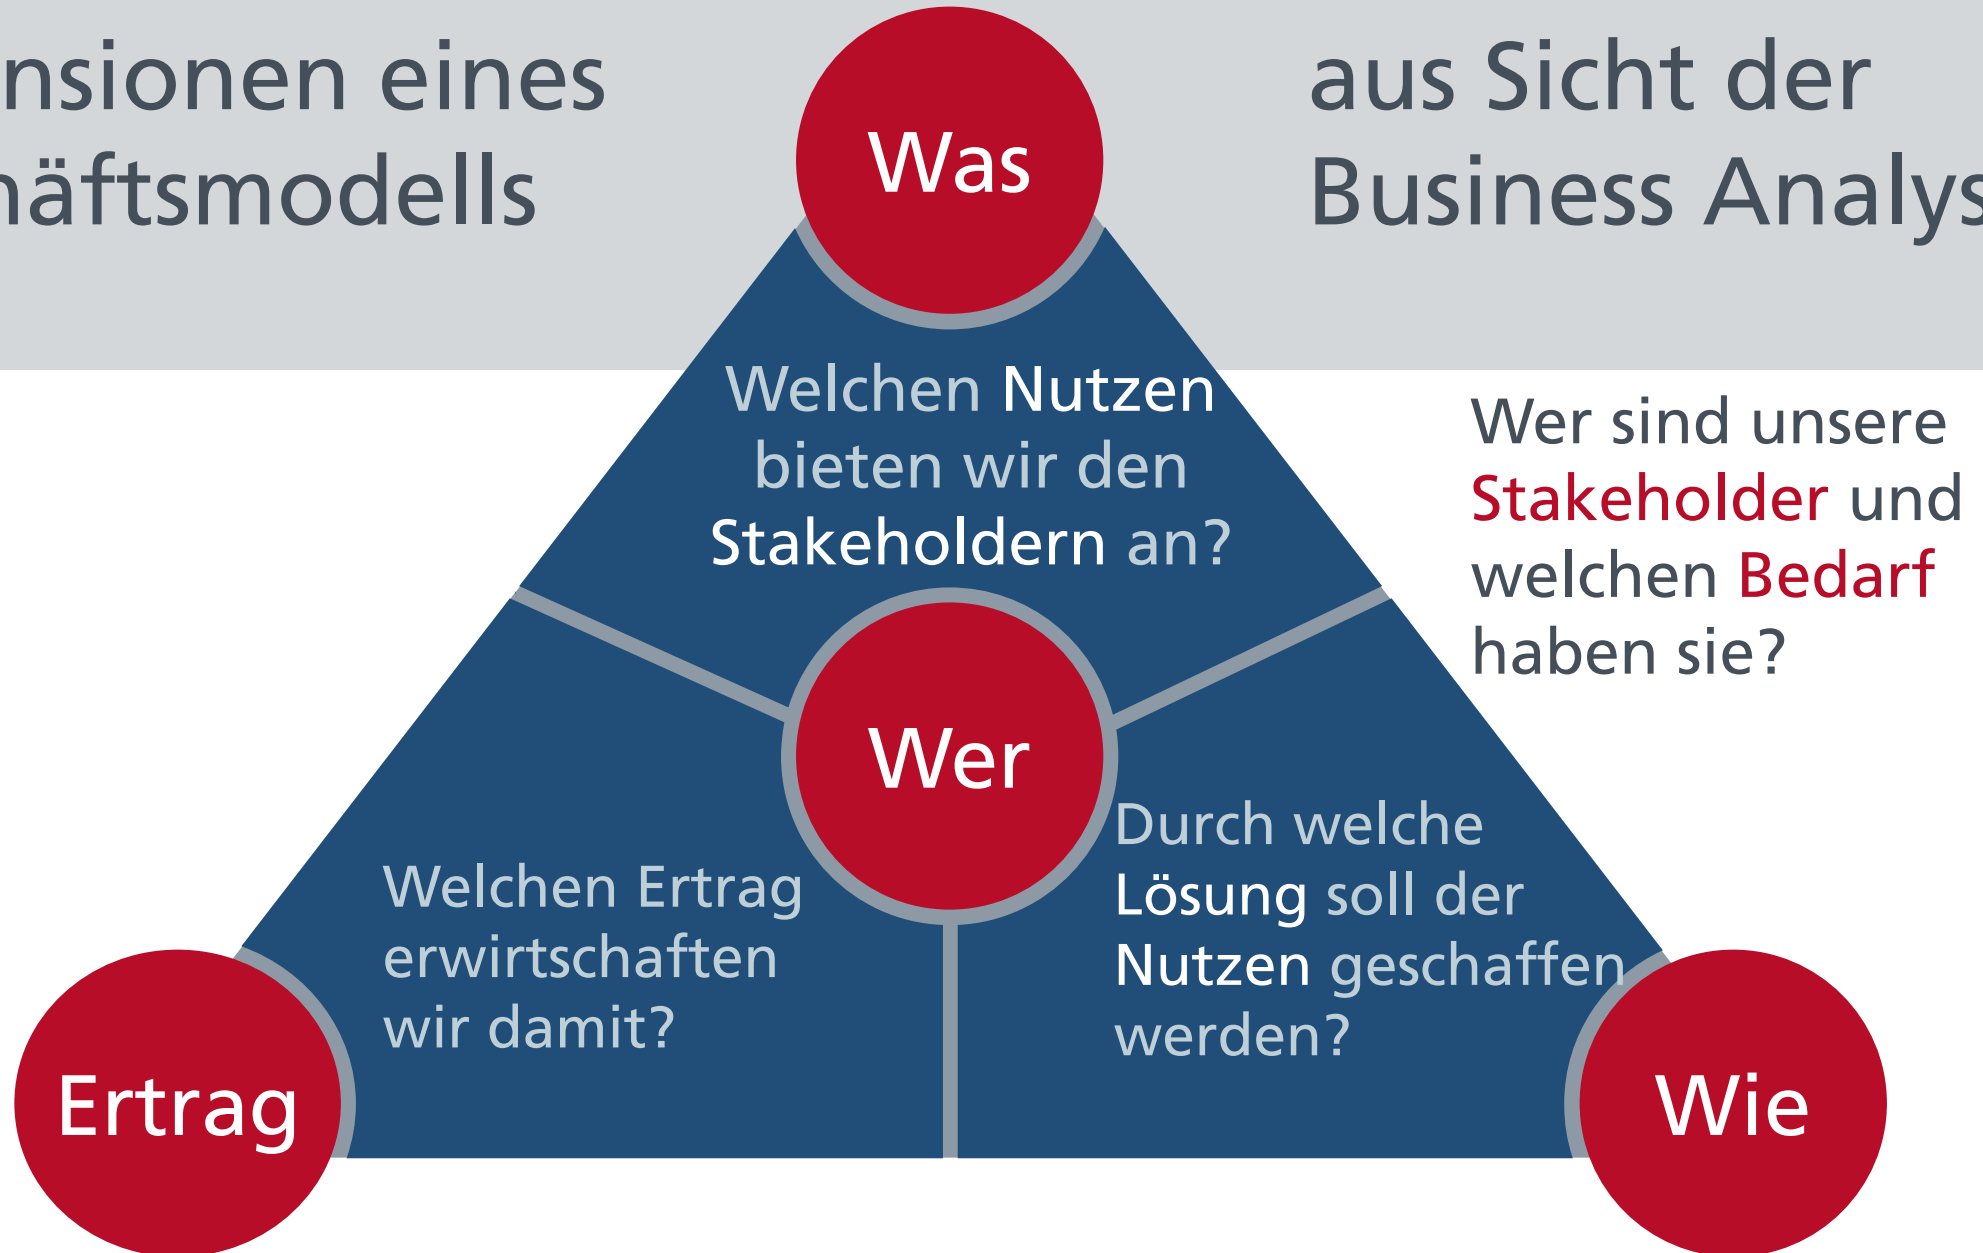 nsionen eines
häftsmodells
aus Sicht der
Business Analys
Was
Welchen Nutzen
bieten wir den
Stakeholdern an?
Wer sind unsere
Stakeholder und
welchen Bedarf
haben sie?
Wer
Welchen Ertrag
erwirtschaften
wir damit?
Durch welche
Lösung soll der
Nutzen geschaffen
werden?
Ertrag
Wie